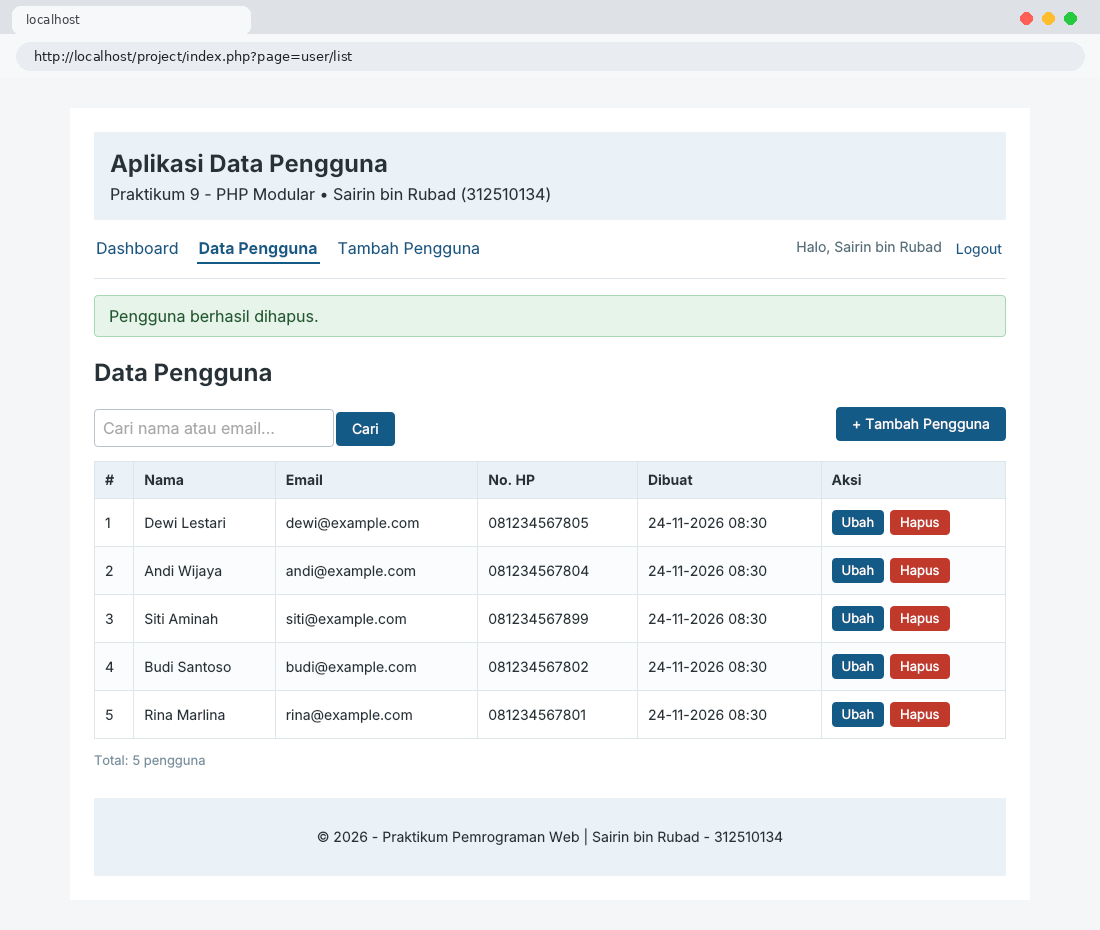 localhost
http://localhost/project/index.php?page=user/list
Aplikasi Data Pengguna
Praktikum 9 - PHP Modular • Sairin bin Rubad (312510134)
Dashboard Data Pengguna Tambah Pengguna Halo, Sairin bin Rubad Logout
Pengguna berhasil dihapus.
Data Pengguna
Cari nama atau email... Cari + Tambah Pengguna
# Nama Email No. HP Dibuat Aksi
1 Dewi Lestari dewi@example.com 081234567805 24-11-2026 08:30 Ubah Hapus
2 Andi Wijaya andi@example.com 081234567804 24-11-2026 08:30 Ubah Hapus
3 Siti Aminah siti@example.com 081234567899 24-11-2026 08:30 Ubah Hapus
4 Budi Santoso budi@example.com 081234567802 24-11-2026 08:30 Ubah Hapus
5 Rina Marlina rina@example.com 081234567801 24-11-2026 08:30 Ubah Hapus
Total: 5 pengguna
© 2026 - Praktikum Pemrograman Web | Sairin bin Rubad - 312510134